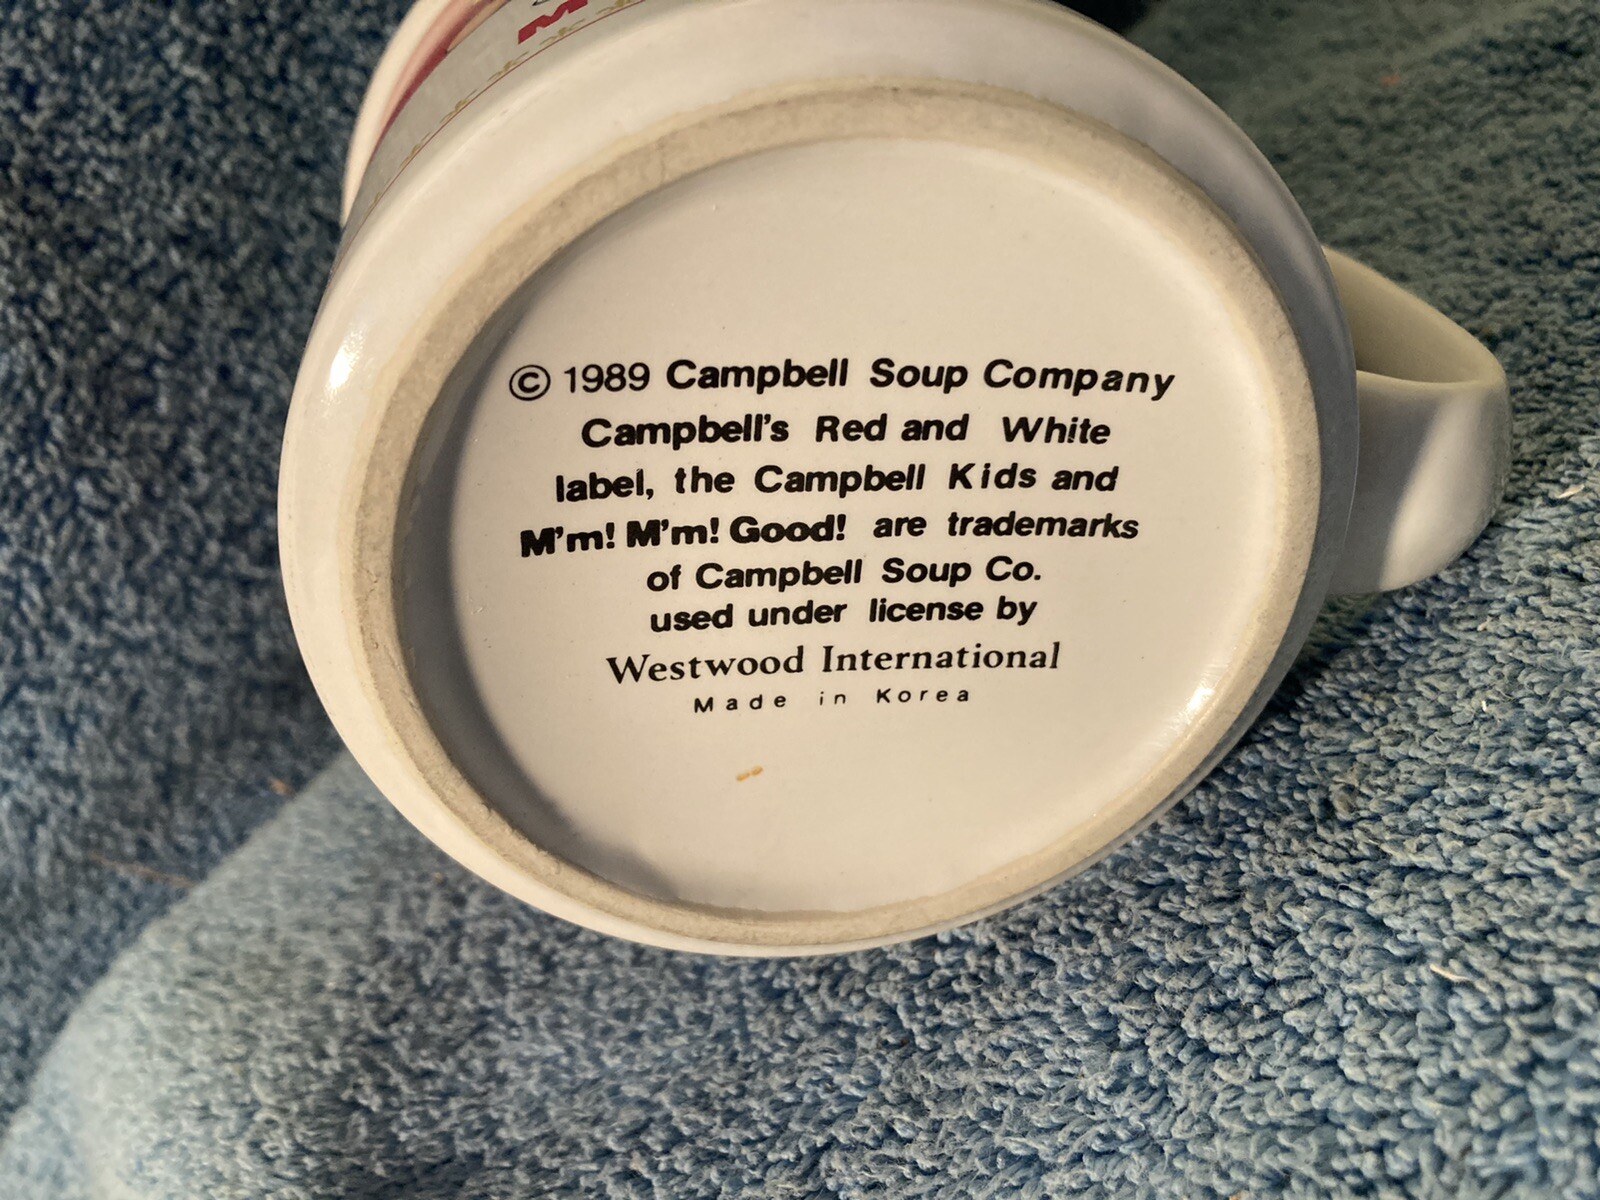 M
© 1989 Campbell Soup Company
Campbell's Red and White
label, the Campbell Kids and
M'm! M'm! Good! are trademarks
of Campbell Soup Co.
used under license by
Westwood International
Made in Korea